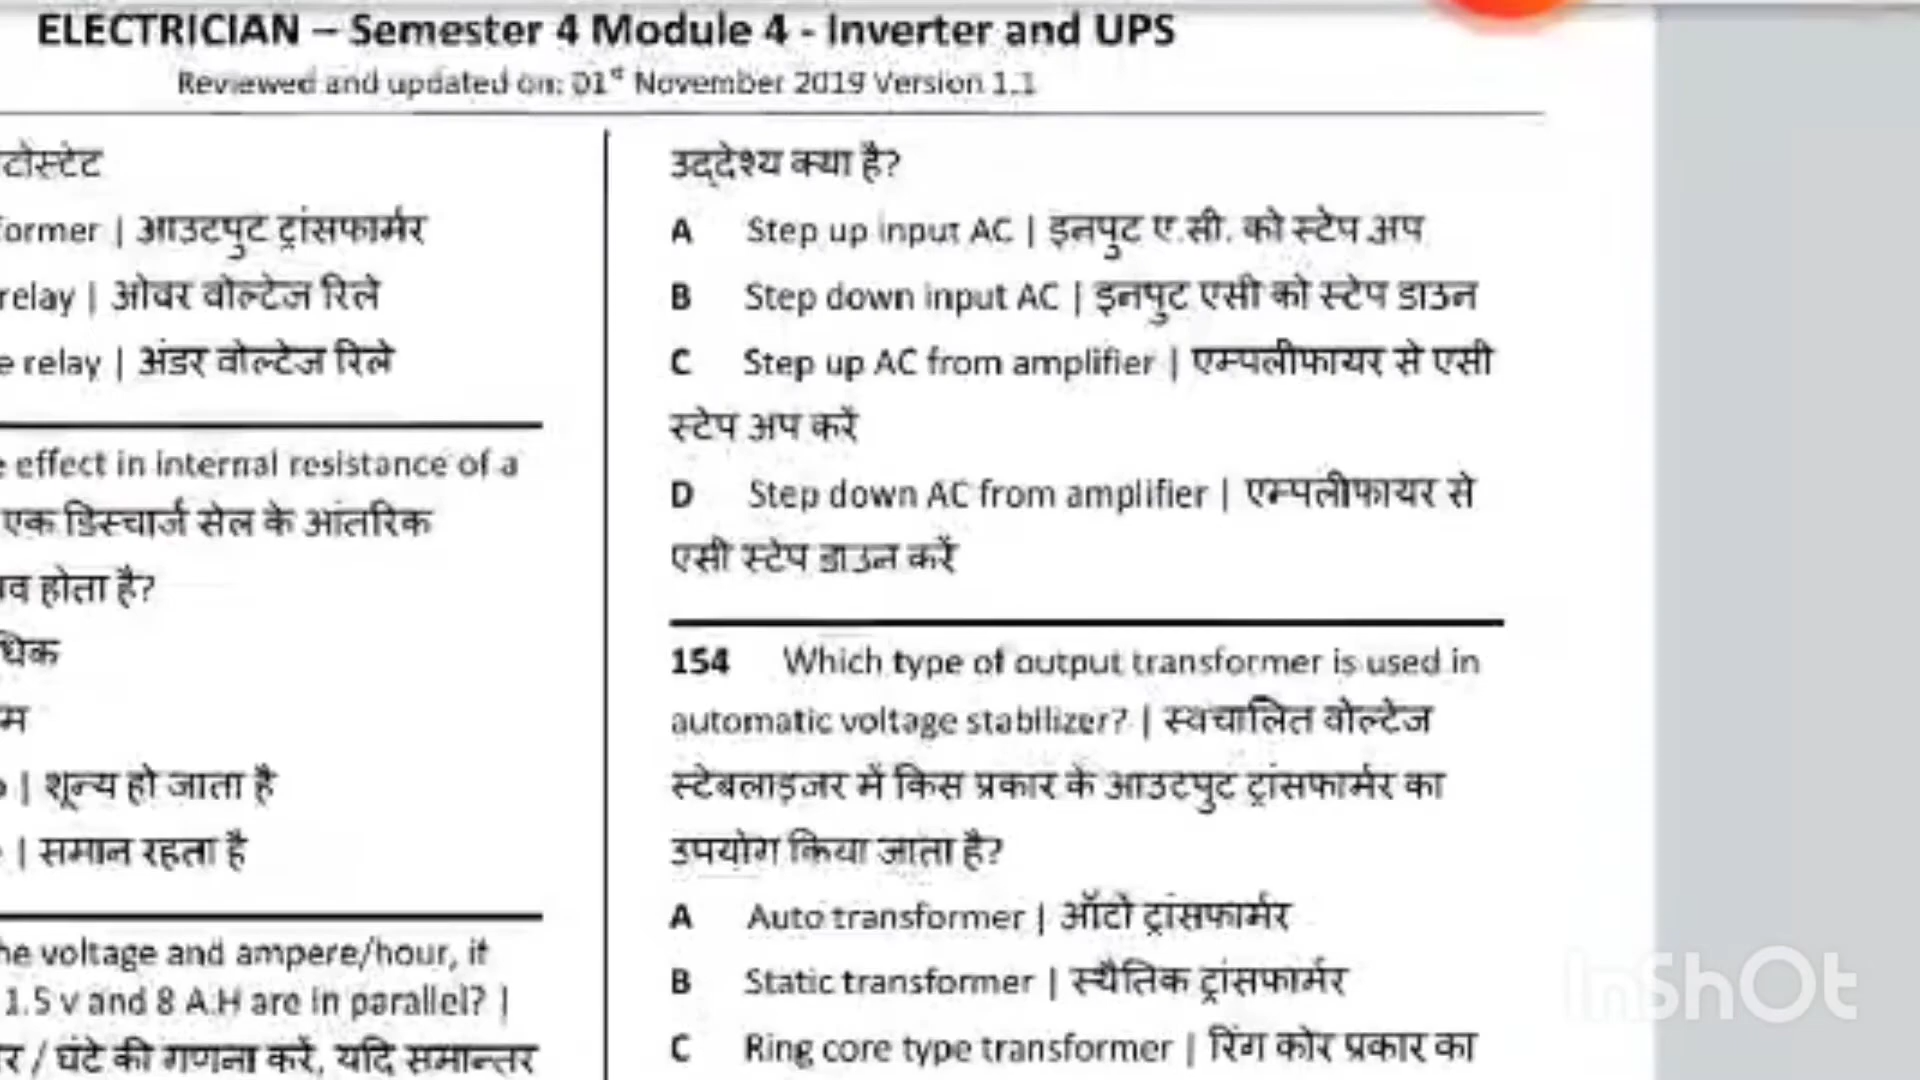 ELECTRICIAN – Semester 4 Module 4 - Inverter and UPS
Reviewed and updated on: 01st November 2019 Version 1.1
टोस्टेट
former | आउटपुट ट्रांसफार्मर
relay | ओवर वोल्टेज रिले
e relay | अंडर वोल्टेज रिले
e effect in internal resistance of a
एक डिस्चार्ज सेल के आंतरिक
होता है?
धिक
म
| शून्य हो जाता है
| समान रहता है
he voltage and ampere/hour, if
1.5 v and 8 A.H are in parallel? |
र / घंटे की गणना करें, यदि समान्तर
उद्देश्य क्या है?
A Step up input AC | इनपुट ए.सी. को स्टेप अप
B Step down input AC | इनपुट एसी को स्टेप डाउन
C Step up AC from amplifier | एम्पलीफायर से एसी
स्टेप अप करें
D Step down AC from amplifier | एम्पलीफायर से
एसी स्टेप डाउन करें
154 Which type of output transformer is used in
automatic voltage stabilizer? | स्वचालित वोल्टेज
स्टेबलाइजर में किस प्रकार के आउटपुट ट्रांसफार्मर का
उपयोग किया जाता है?
A Auto transformer | ऑटो ट्रांसफार्मर
B Static transformer | स्थैतिक ट्रांसफार्मर
C Ring core type transformer | रिंग कोर प्रकार का
InShOt